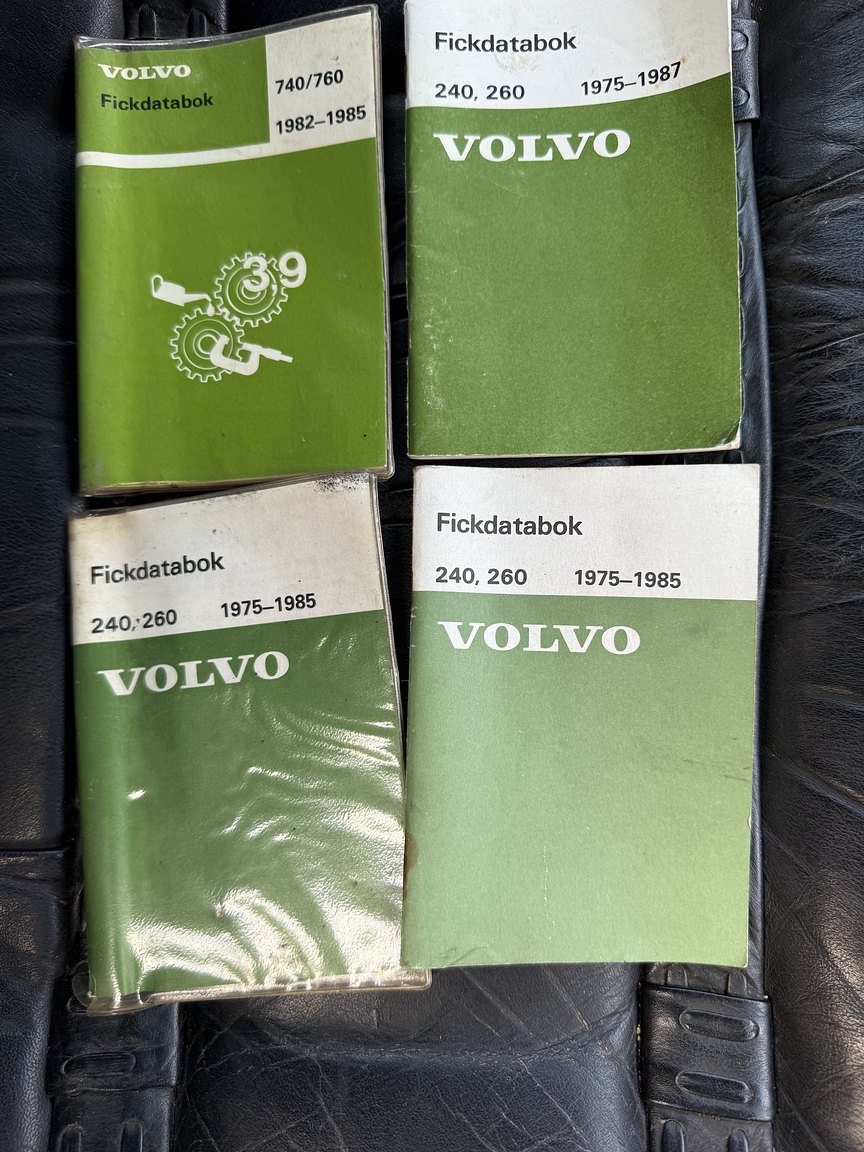 VOLVO
Fickdatabok
740/760
1982–1985
39
Fickdatabok
240, 260 1975–1987
VOLVO
Fickdatabok
240, 260 1975–1985
VOLVO
Fickdatabok
240, 260 1975–1985
VOLVO